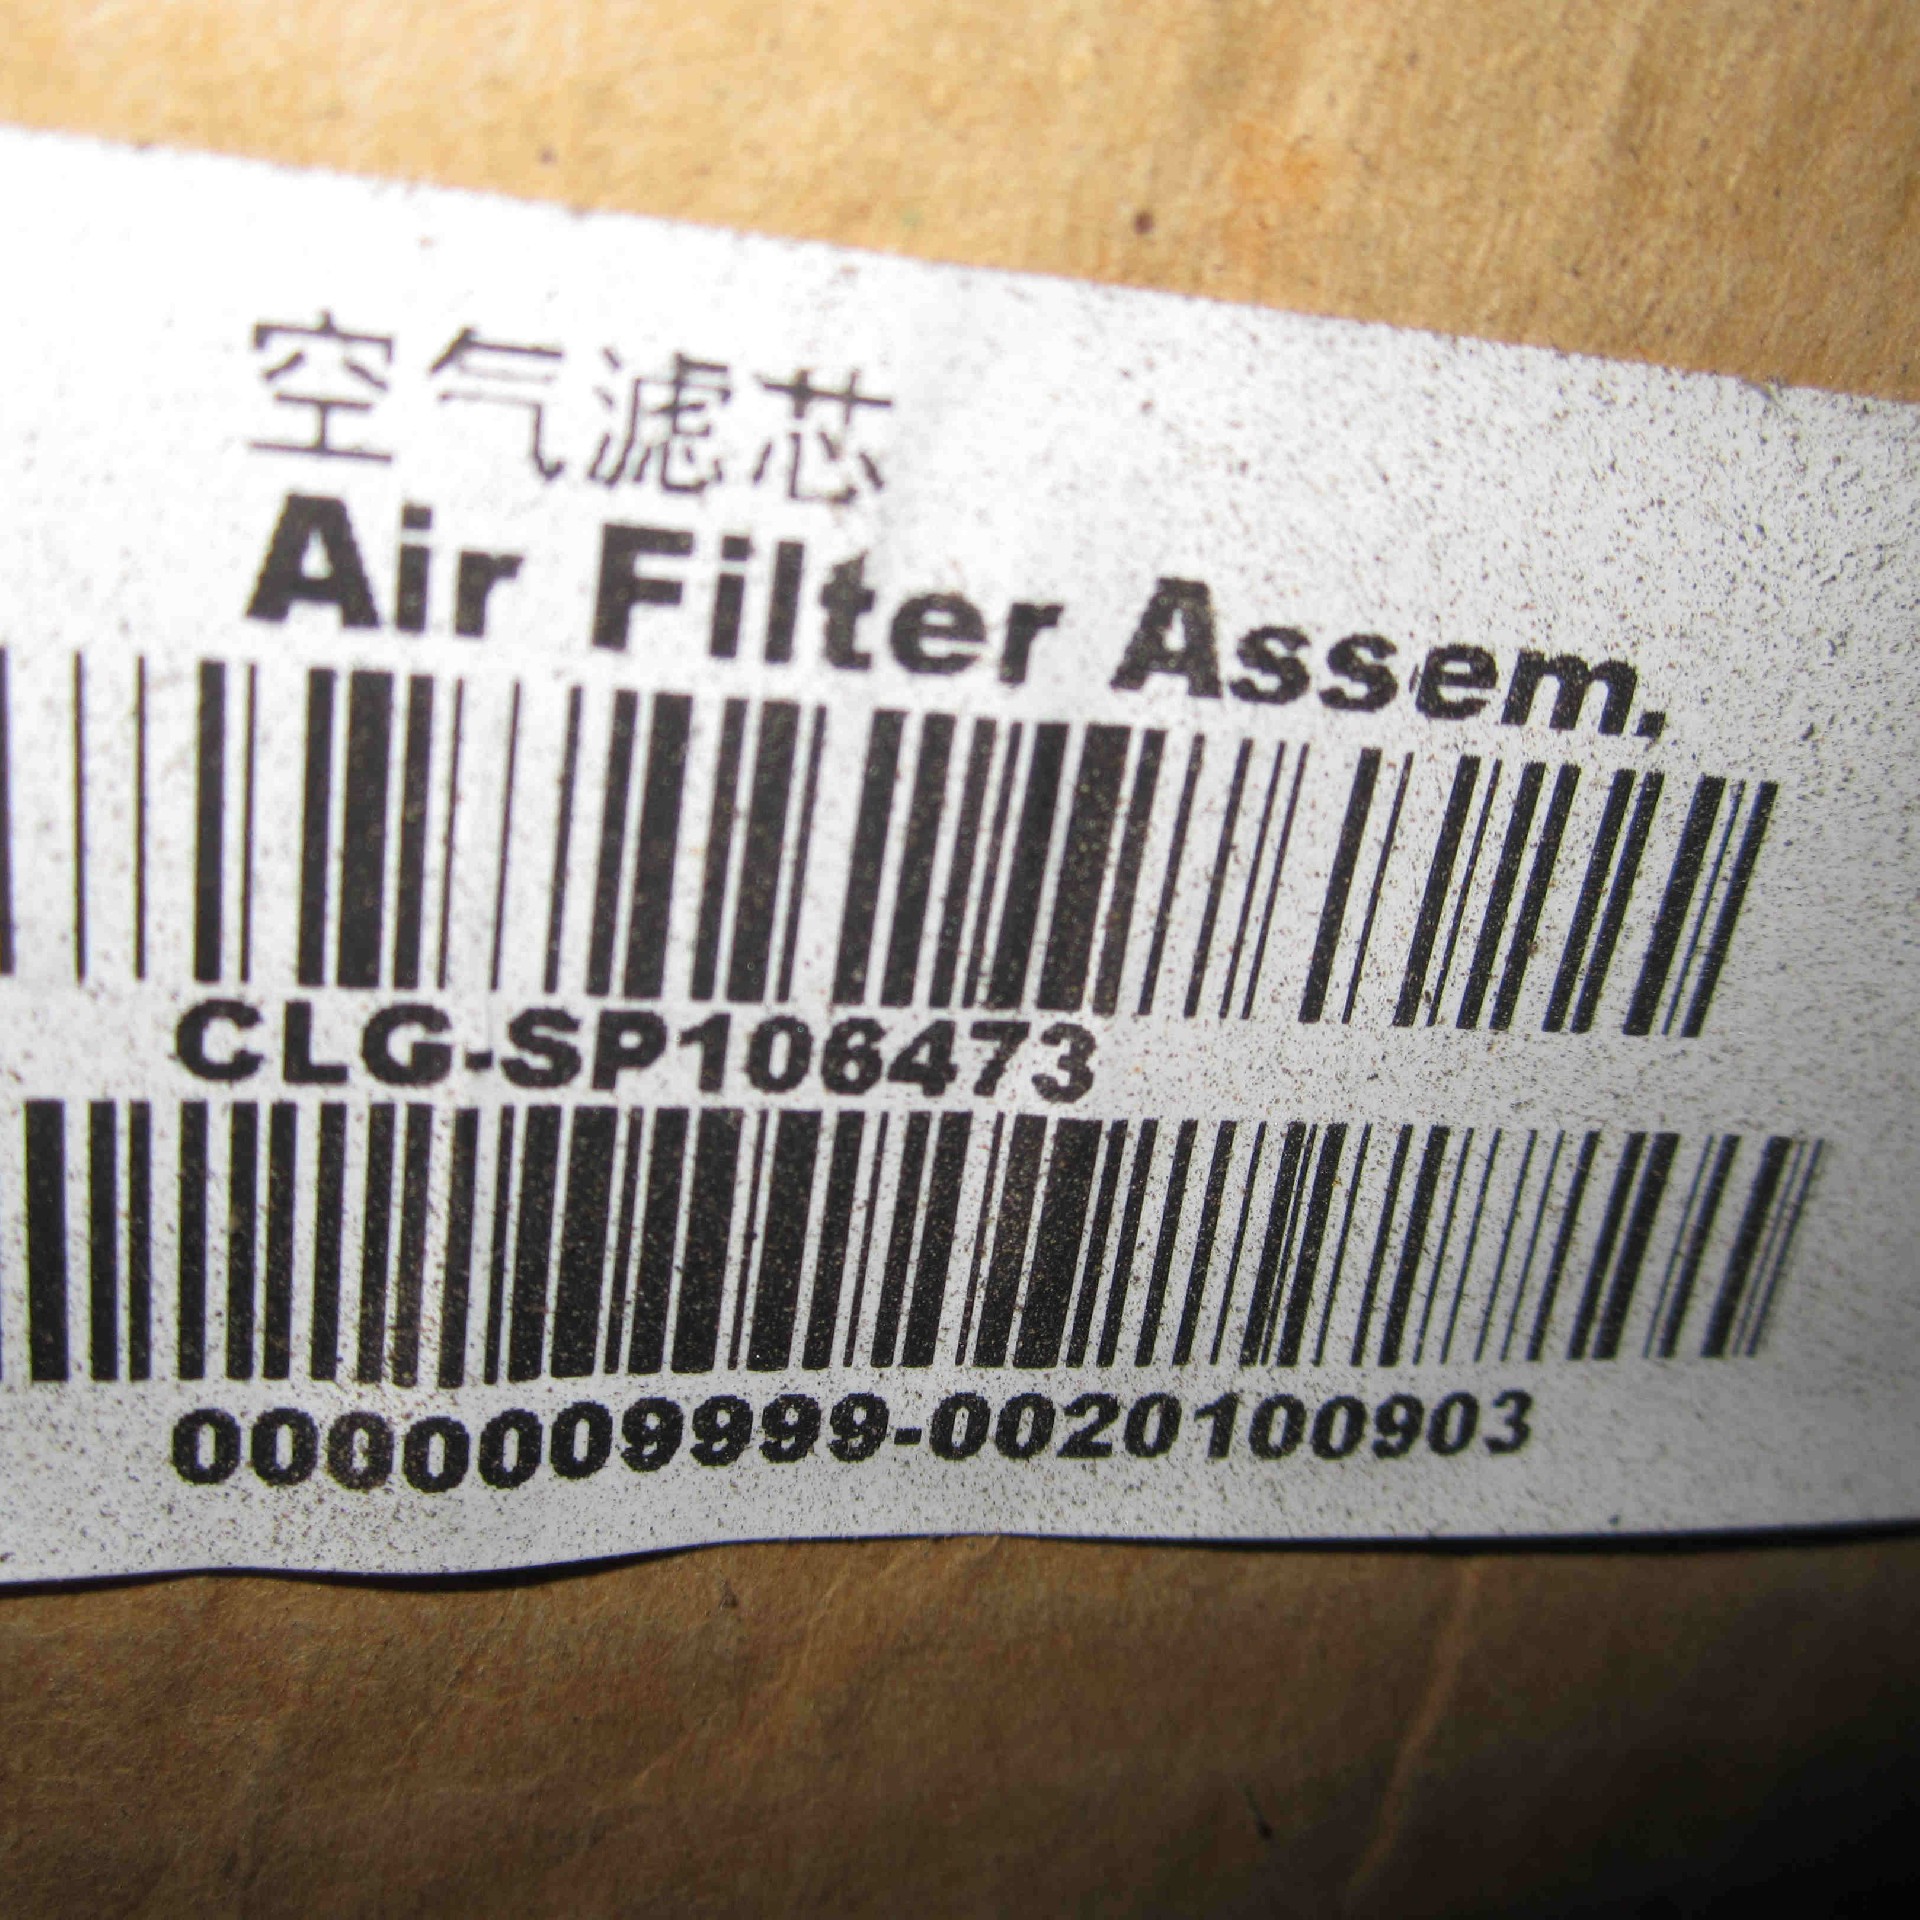 空气滤芯
Air Filter Assem,
CLG-SP106473
0000009999-0020100903